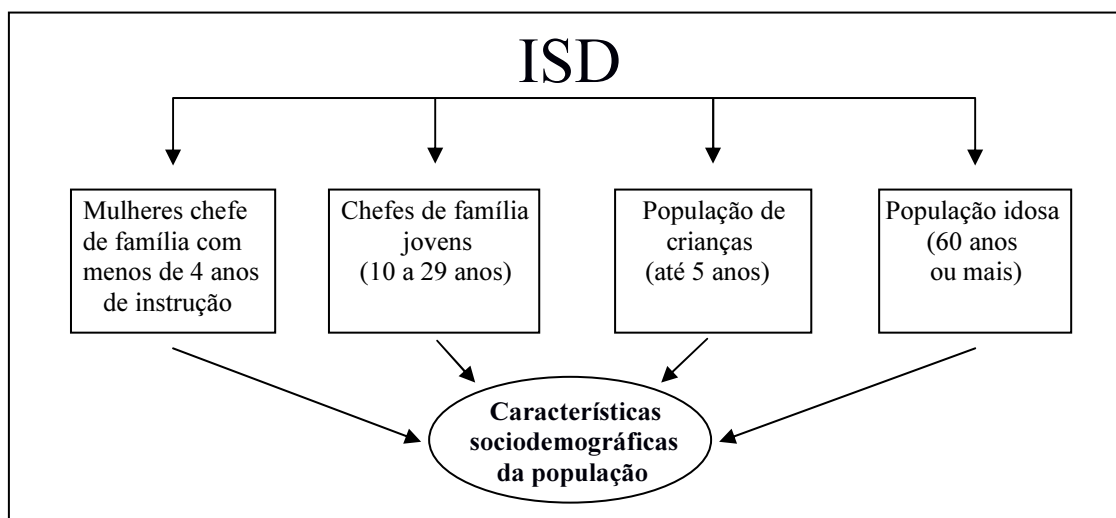 ISD
Mulheres chefe
de família com
menos de 4 anos
de instrução
Chefes de família
jovens
(10 a 29 anos)
População de
crianças
(até 5 anos)
População idosa
(60 anos
ou mais)
Características
sociodemográficas
da população